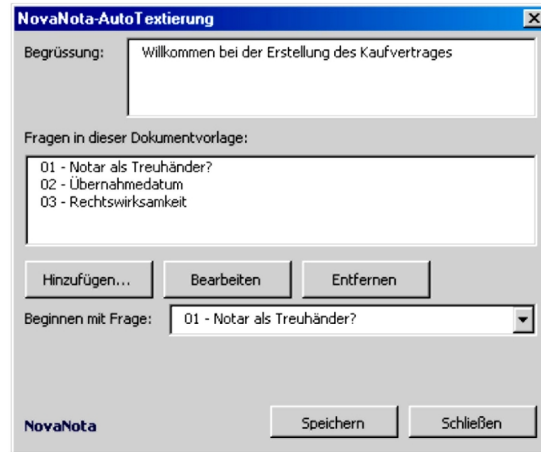 NovaNota-AutoTextierung
Begrüssung:
Willkommen bei der Erstellung des Kaufvertrages
Fragen in dieser Dokumentvorlage:
01 - Notar als Treuhänder?
02 - Übernahmedatum
03 - Rechtswirksamkeit
Hinzufügen... Bearbeiten Entfernen
Beginnen mit Frage: 01 - Notar als Treuhänder?
NovaNota Speichern Schließen